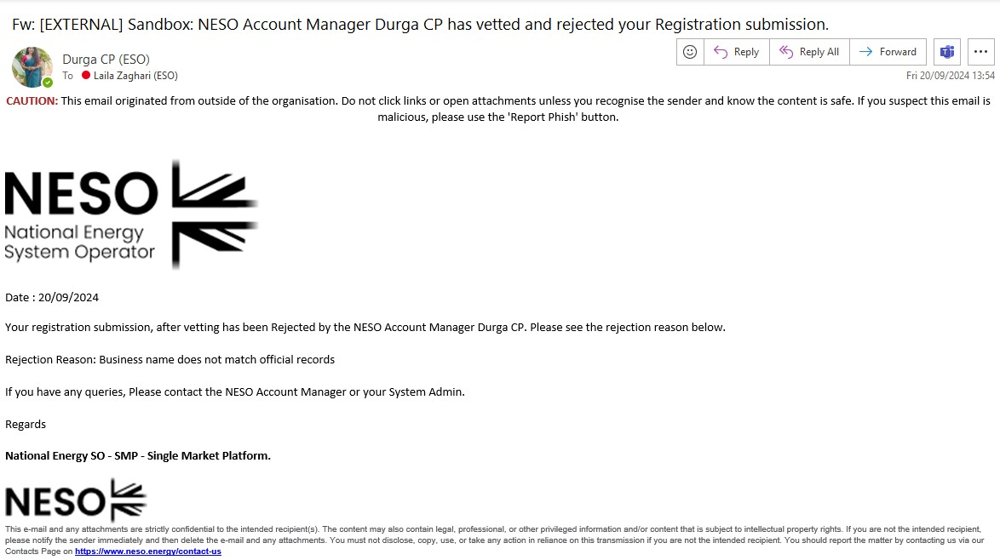 Fw: [EXTERNAL] Sandbox: NESO Account Manager Durga CP has vetted and rejected your Registration submission.
Durga CP (ESO)
To Laila Zaghari (ESO)
Reply
Reply All
Forward
Fri 20/09/2024 13:54
CAUTION: This email originated from outside of the organisation. Do not click links or open attachments unless you recognise the sender and know the content is safe. If you suspect this email is
malicious, please use the 'Report Phish' button.
NESO
National Energy
System Operator
Date : 20/09/2024
Your registration submission, after vetting has been Rejected by the NESO Account Manager Durga CP. Please see the rejection reason below.
Rejection Reason: Business name does not match official records
If you have any queries, Please contact the NESO Account Manager or your System Admin.
Regards
National Energy SO - SMP - Single Market Platform.
NESO
This e-mail and any attachments are strictly confidential to the intended recipient(s). The content may also contain legal, professional, or other privileged information and/or content that is subject to intellectual property rights. If you are not the intended recipient,
please notify the sender immediately and then delete the e-mail and any attachments. You must not disclose, copy, use, or take any action in reliance on this transmission if you are not the intended recipient. You should report the matter by contacting us via our
Contacts Page on https://www.neso.energy/contact-us